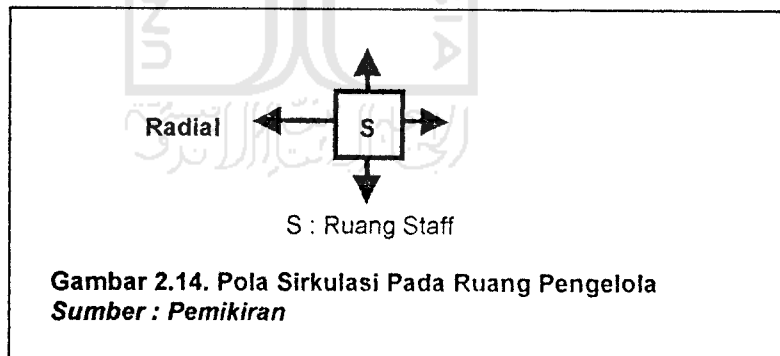 Radial
S
S : Ruang Staff
Gambar 2.14. Pola Sirkulasi Pada Ruang Pengelola
Sumber : Pemikiran